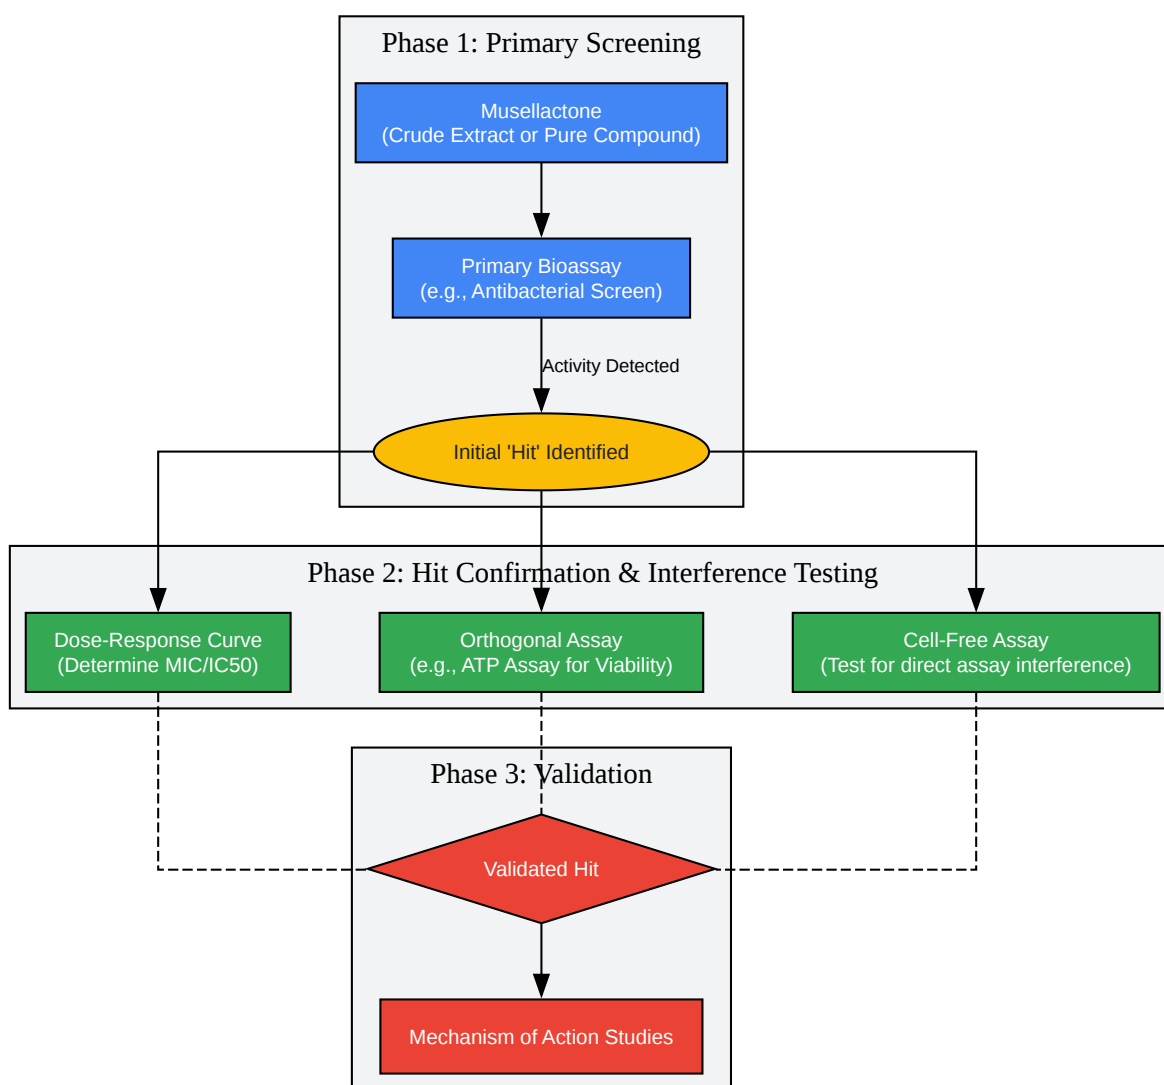 Phase 1: Primary Screening
Musellactone
(Crude Extract or Pure Compound)
Primary Bioassay
(e.g., Antibacterial Screen)
Activity Detected
Initial 'Hit' Identified
Phase 2: Hit Confirmation & Interference Testing
Dose-Response Curve
(Determine MIC/IC50)
Orthogonal Assay
(e.g., ATP Assay for Viability)
Cell-Free Assay
(Test for direct assay interference)
Phase 3: Validation
Validated Hit
Mechanism of Action Studies